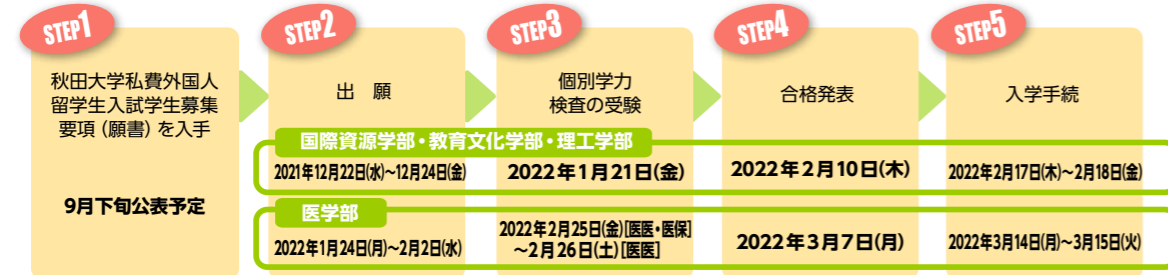 STEP1
秋田大学私費外国人
留学生入試学生募集
要項（願書）を入手
9月下旬公表予定
STEP2
出　願
STEP3
個別学力
検査の受験
STEP4
合格発表
STEP5
入学手続
国際資源学部・教育文化学部・理工学部
2021年12月22日(水)～12月24日(金)
2022年1月21日(金)
2022年2月10日(木)
2022年2月17日(木)～2月18日(金)
医学部
2022年1月24日(月)～2月2日(水)
2022年2月25日(金)[医医・医保]
～2月26日(土)[医医]
2022年3月7日(月)
2022年3月14日(月)～3月15日(火)